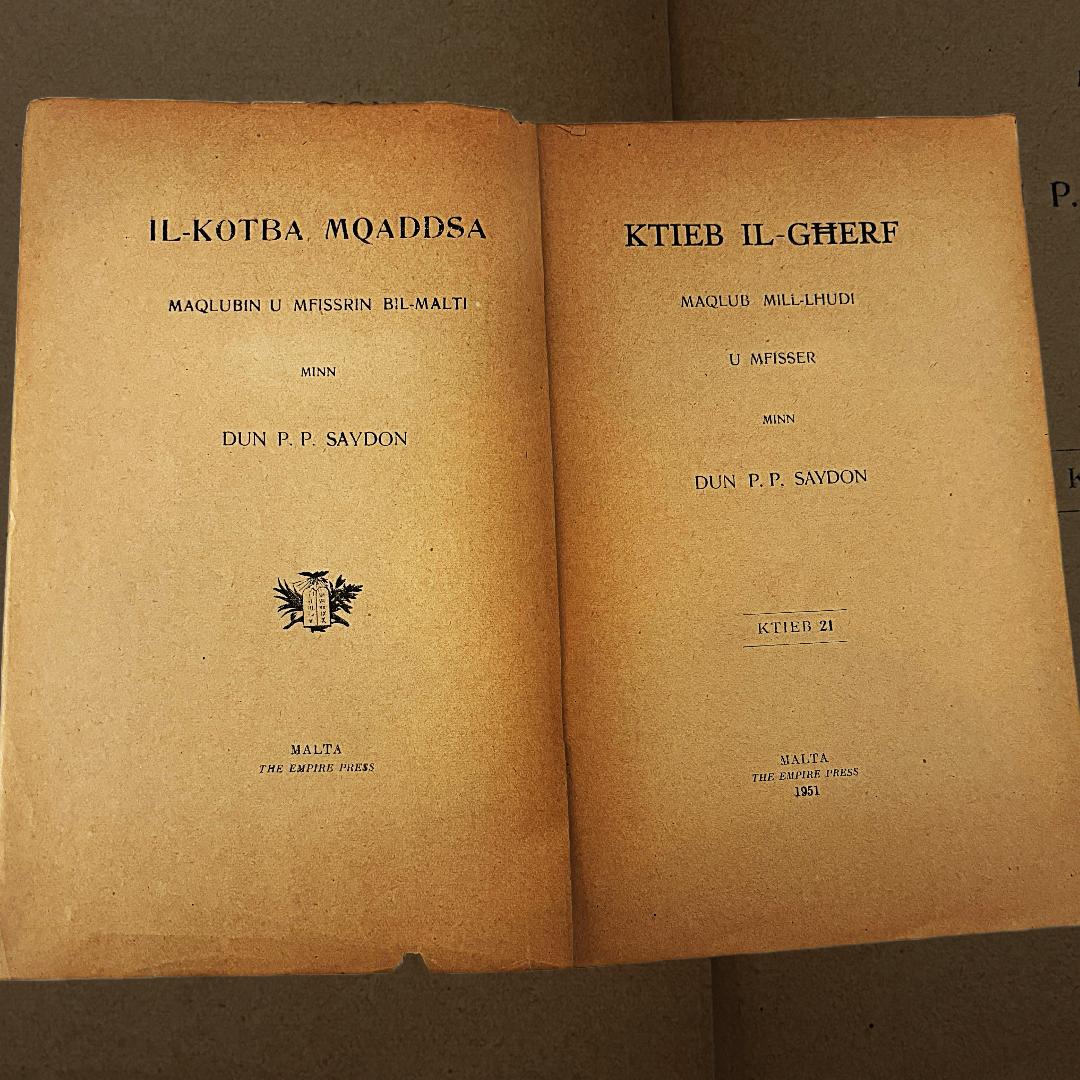 IL-KOTBA MQADDSA
MAQLUBIN U MFISSRIN BIL-MALTI
MINN
DUN P. P. SAYDON
MALTA
THE EMPIRE PRESS
KTIEB IL-GĦERF
MAQLUB MILL-LHUDI
U MFISSER
MINN
DUN P. P. SAYDON
KTIEB 21
MALTA
THE EMPIRE PRESS
1951
P.
K